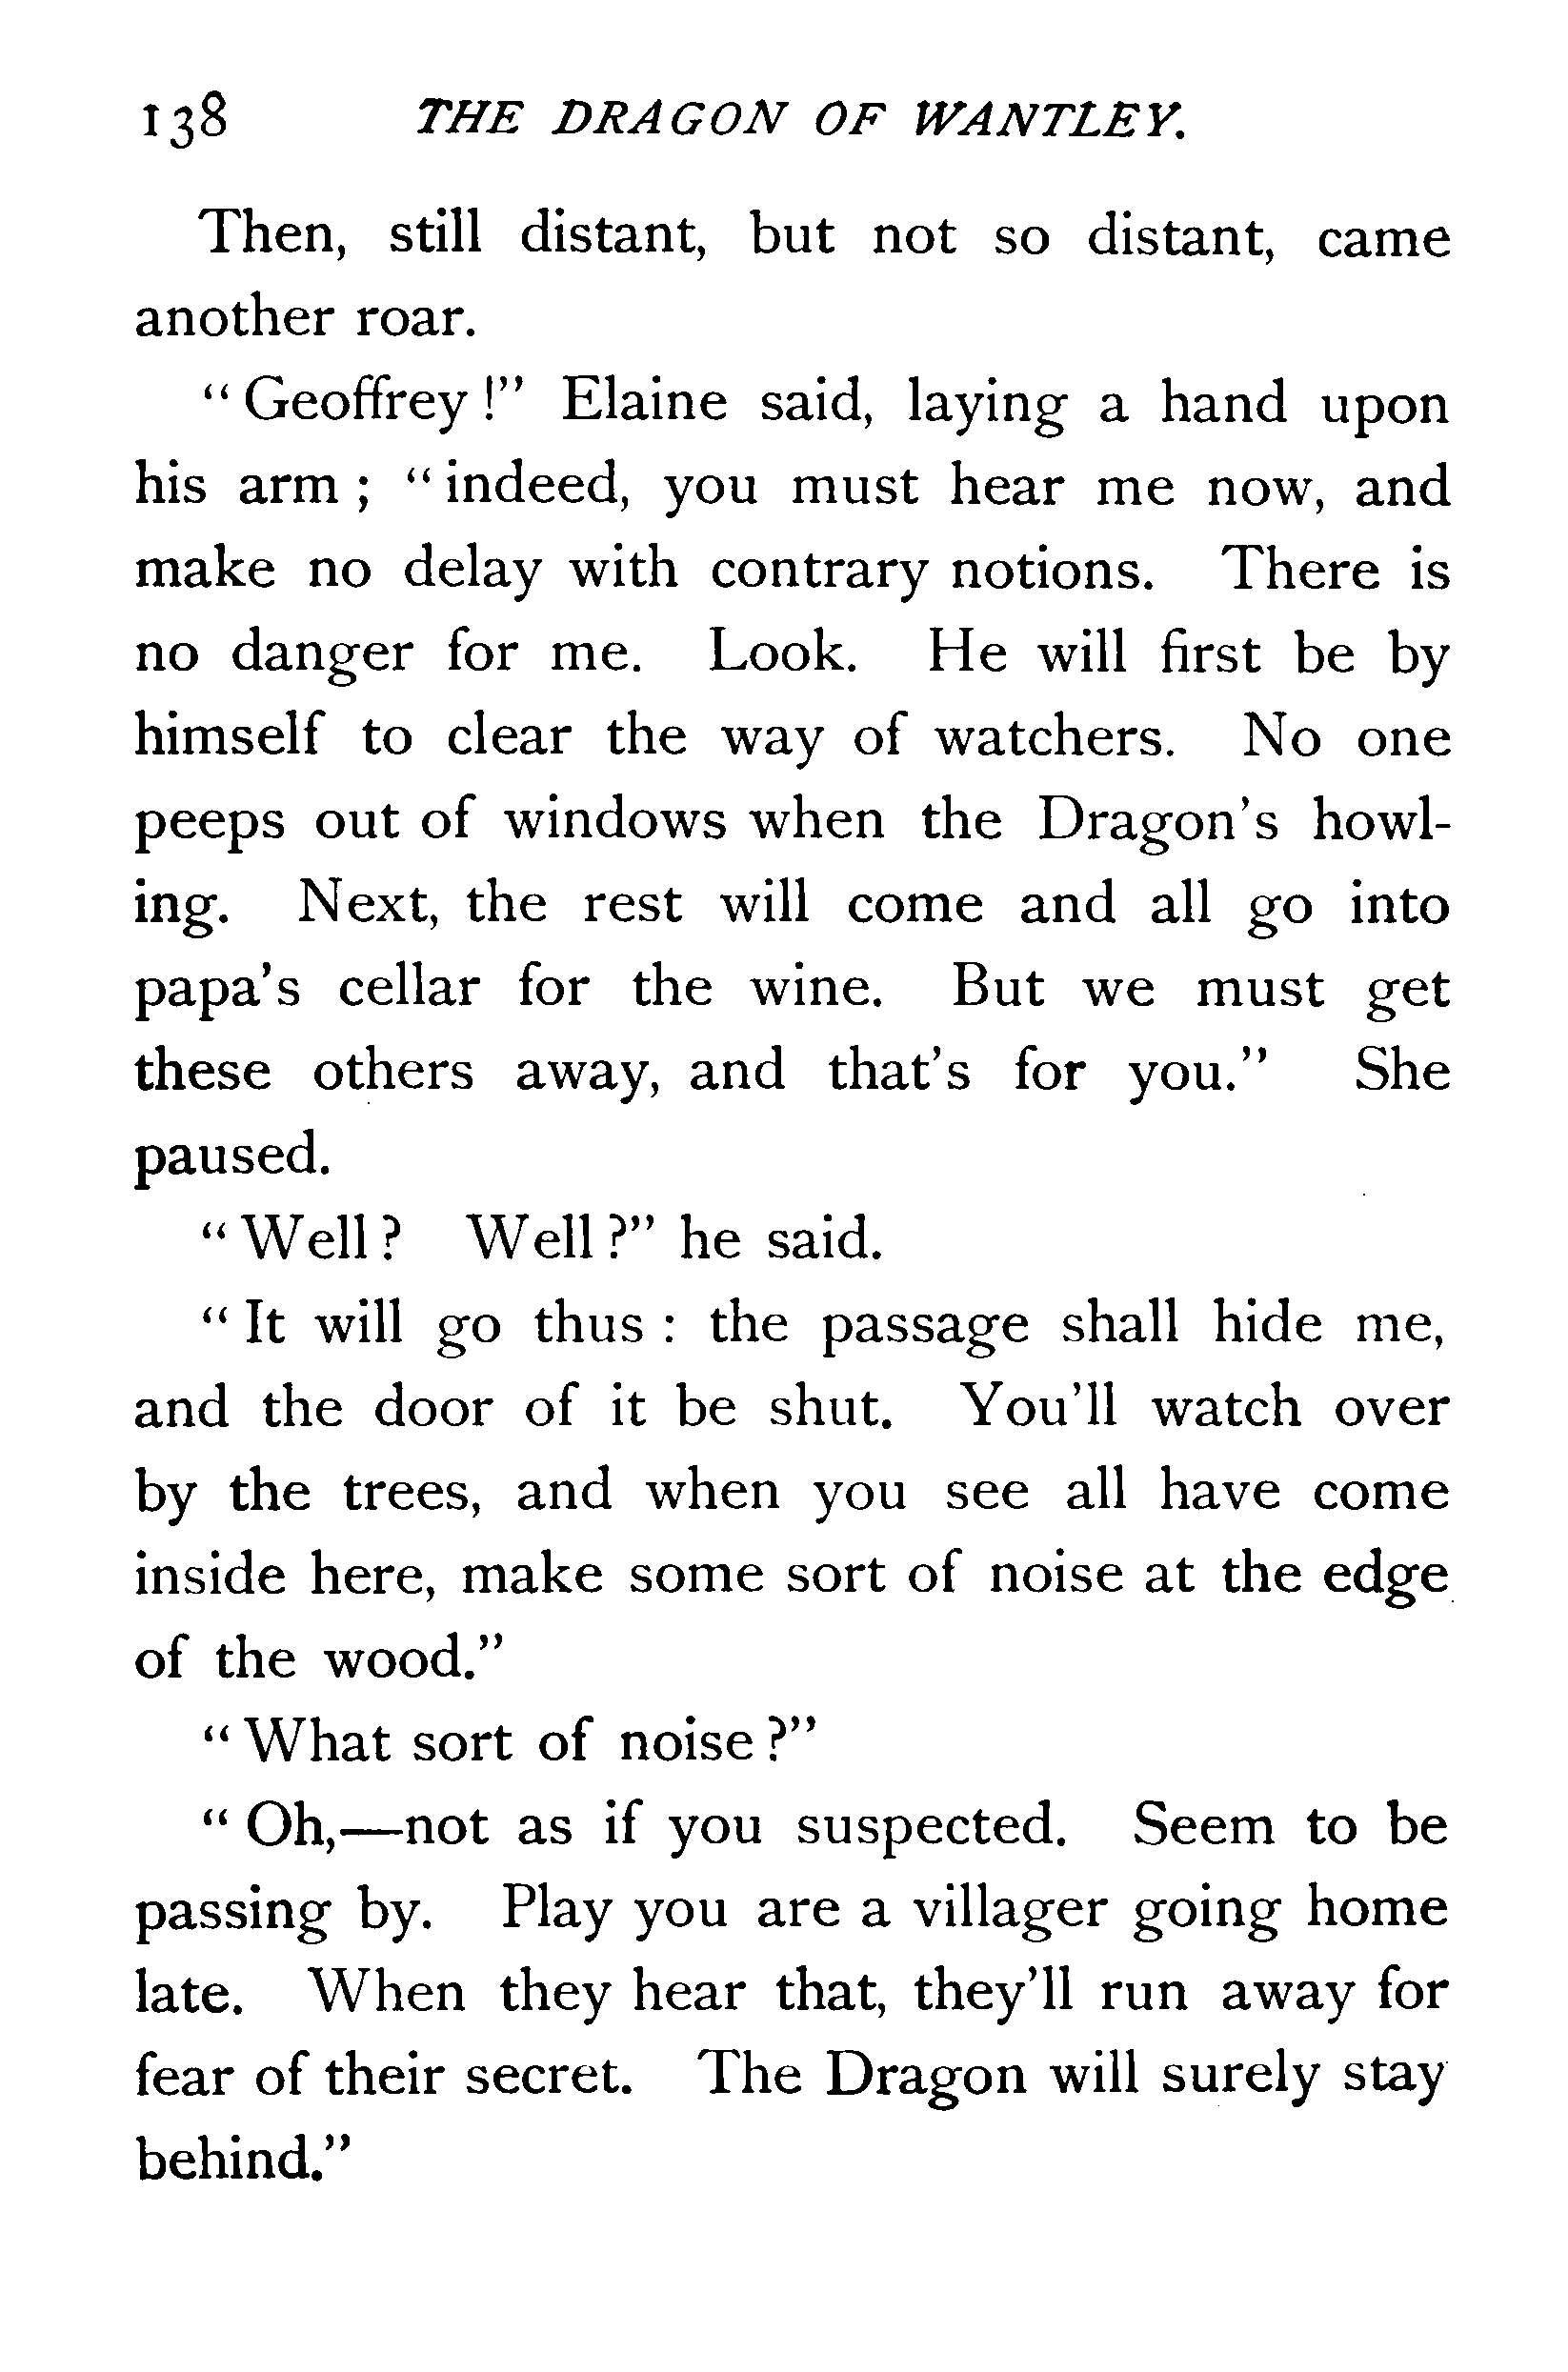 138 THE DRAGON OF WANTLEY.
Then, still distant, but not so distant, came
another roar.
“Geoffrey!” Elaine said, laying a hand upon
his arm; “indeed, you must hear me now, and
make no delay with contrary notions. There is
no danger for me. Look. He will first be by
himself to clear the way of watchers. No one
peeps out of windows when the Dragon’s howl-
ing. Next, the rest will come and all go into
papa’s cellar for the wine. But we must get
these others away, and that’s for you.” She
paused.
“Well? Well?” he said.
“It will go thus: the passage shall hide me,
and the door of it be shut. You’ll watch over
by the trees, and when you see all have come
inside here, make some sort of noise at the edge
of the wood.”
“What sort of noise?”
“Oh,—not as if you suspected. Seem to be
passing by. Play you are a villager going home
late. When they hear that, they’ll run away for
fear of their secret. The Dragon will surely stay
behind.”